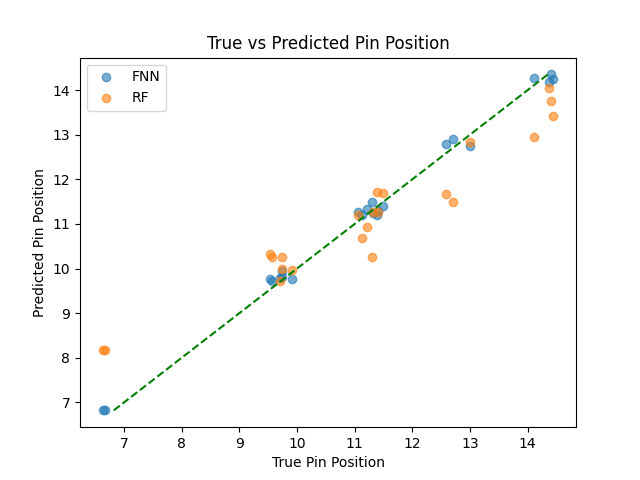 True vs Predicted Pin Position
FNN
RF
Predicted Pin Position
14
13
12
11
10
9
8
7
7 8 9 10 11 12 13 14
True Pin Position